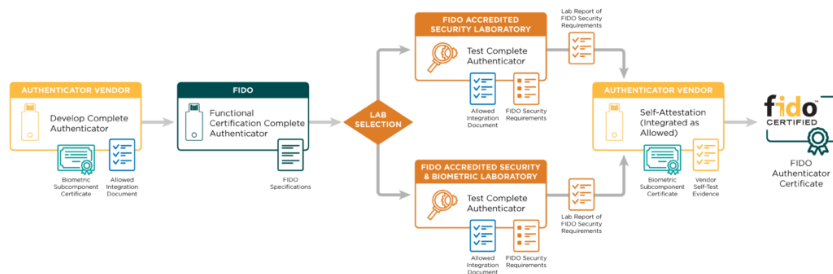 AUTHENTICATOR VENDOR
Develop Complete
Authenticator
Biometric
Subcomponent
Certificate
Allowed
Integration
Document
FIDO
Functional
Certification Complete
Authenticator
FIDO
Specifications
LAB
SELECTION
FIDO ACCREDITED
SECURITY LABORATORY
Test Complete
Authenticator
Allowed
Integration
Document
FIDO Security
Requirements
Lab Report of
FIDO Security
Requirements
FIDO ACCREDITED SECURITY
& BIOMETRIC LABORATORY
Test Complete
Authenticator
Allowed
Integration
Document
FIDO Security
Requirements
Lab Report of
FIDO Security
Requirements
AUTHENTICATOR VENDOR
Self-Attestation
(Integrated as
Allowed)
Biometric
Subcomponent
Certificate
Vendor
Self-Test
Evidence
fido™
CERTIFIED
FIDO
Authenticator
Certificate